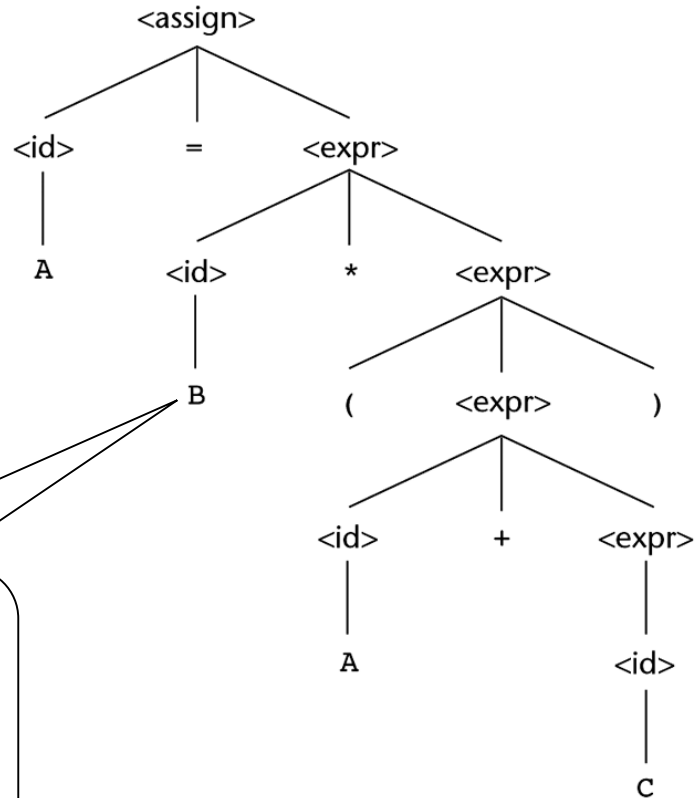 <assign>
<id> = <expr>
A <id> * <expr>
B ( <expr> )
<id> + <expr>
A <id>
C